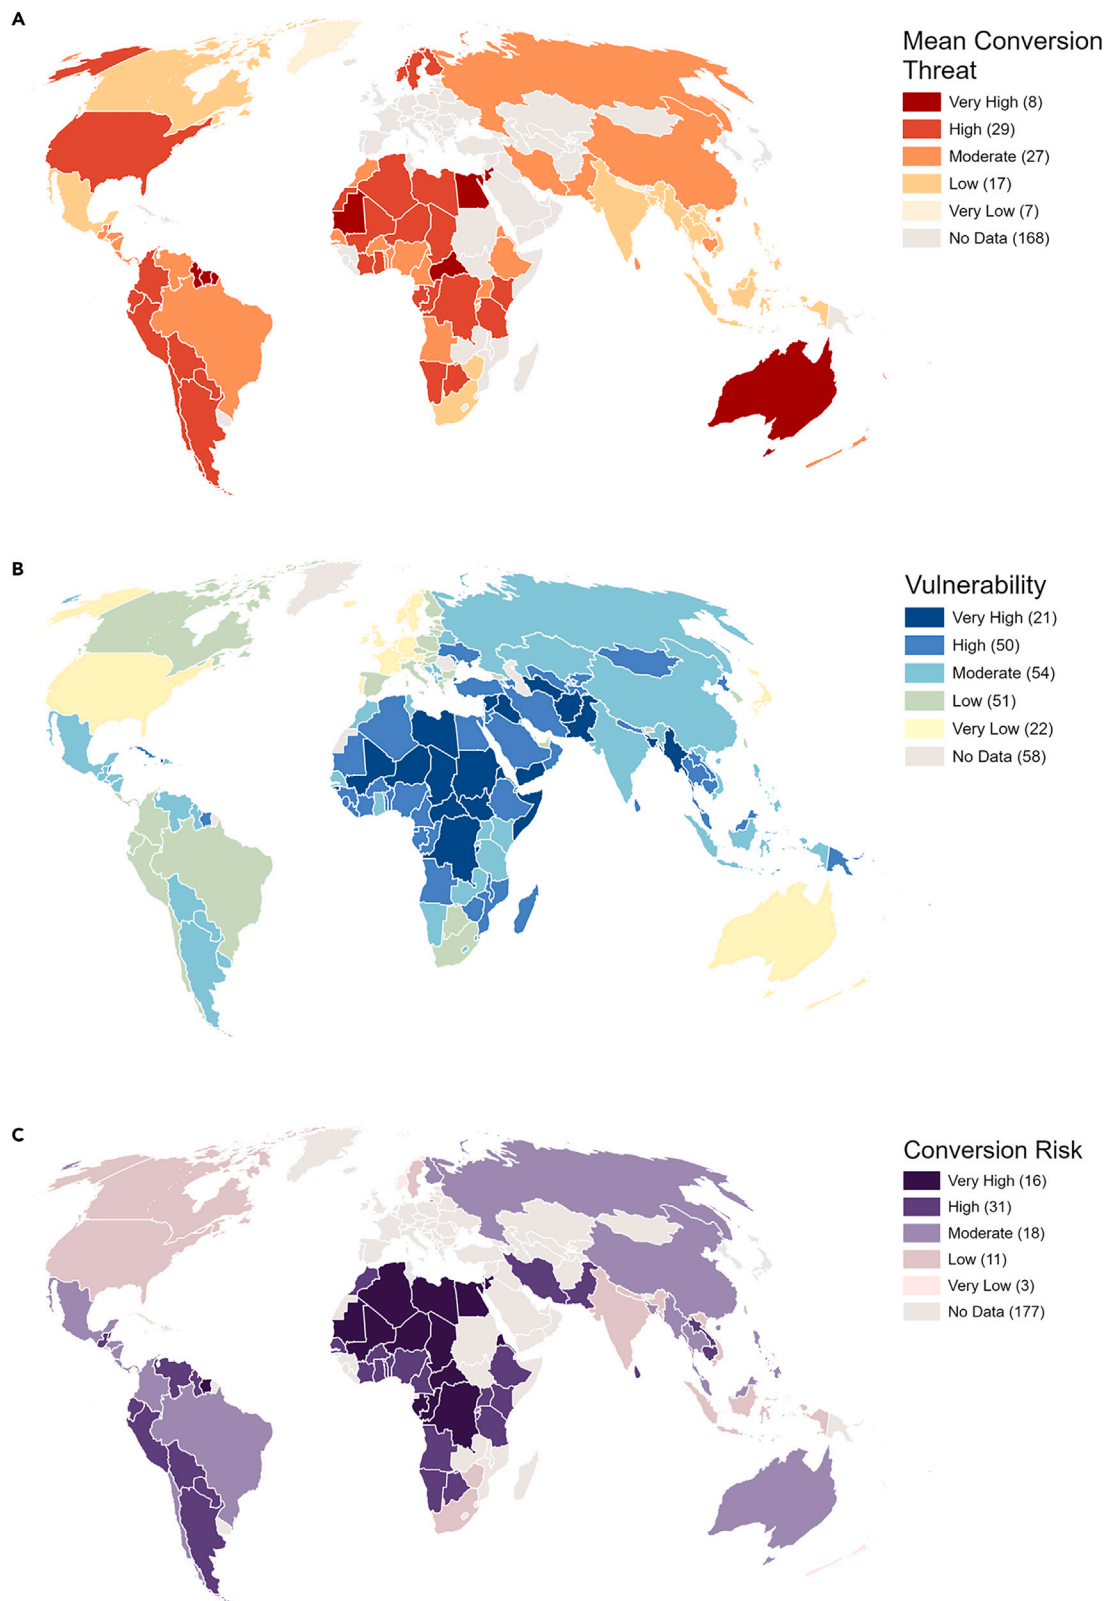 A
Mean Conversion
Threat
Very High (8)
High (29)
Moderate (27)
Low (17)
Very Low (7)
No Data (168)
B
Vulnerability
Very High (21)
High (50)
Moderate (54)
Low (51)
Very Low (22)
No Data (58)
C
Conversion Risk
Very High (16)
High (31)
Moderate (18)
Low (11)
Very Low (3)
No Data (177)